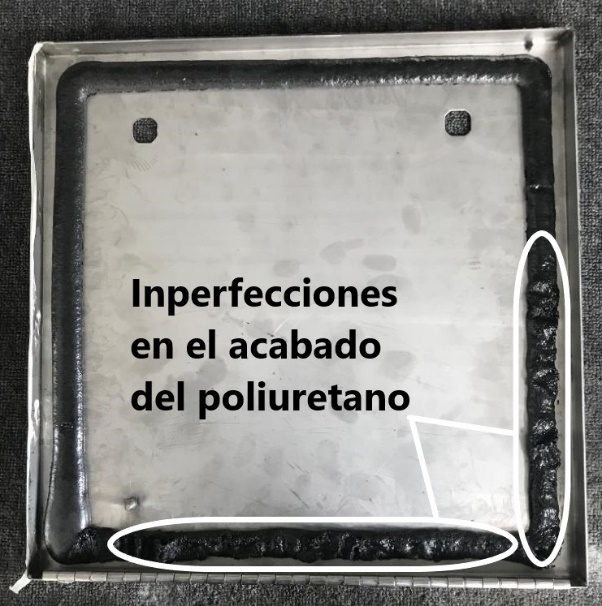 Inperfecciones
en el acabado
del poliuretano